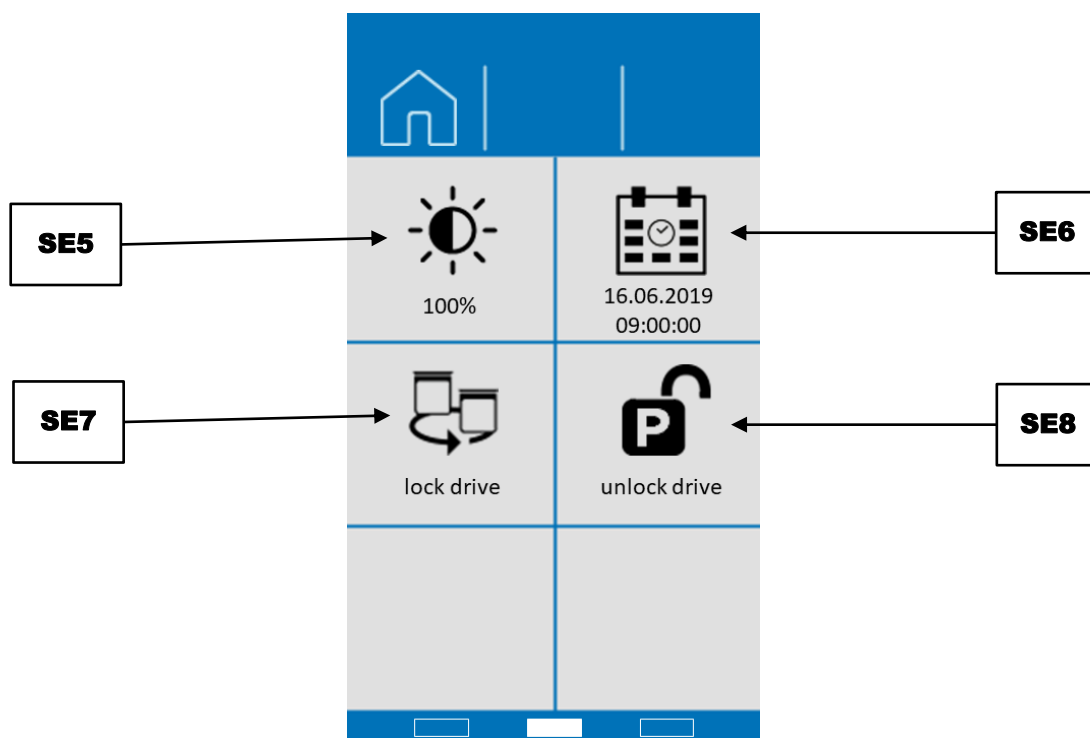 SE5
SE6
100%
16.06.2019
09:00:00
SE7
SE8
P
lock drive
unlock drive